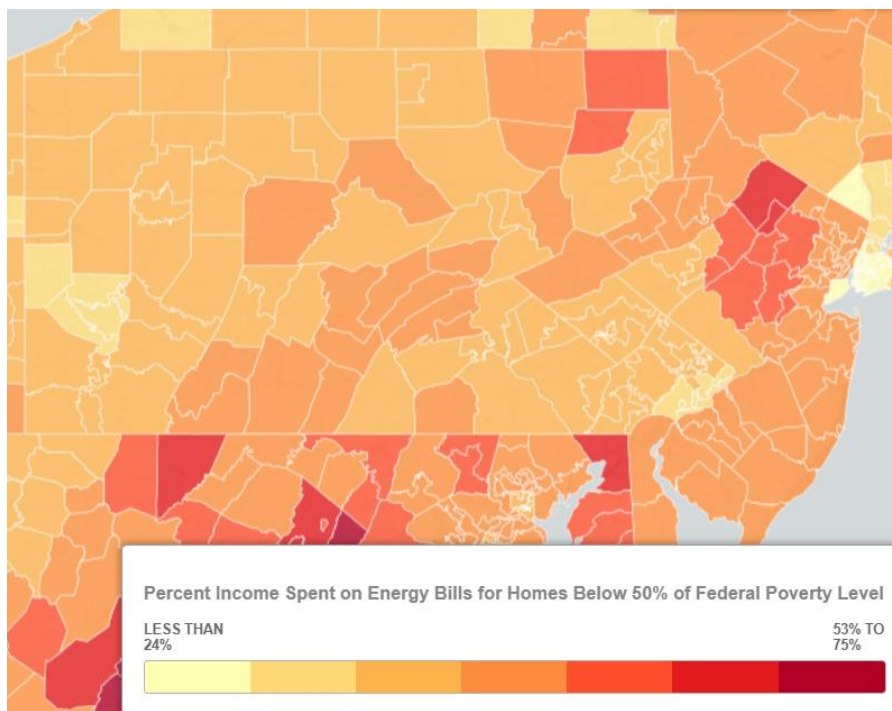 Percent Income Spent on Energy Bills for Homes Below 50% of Federal Poverty Level
LESS THAN
24%
53% TO
75%